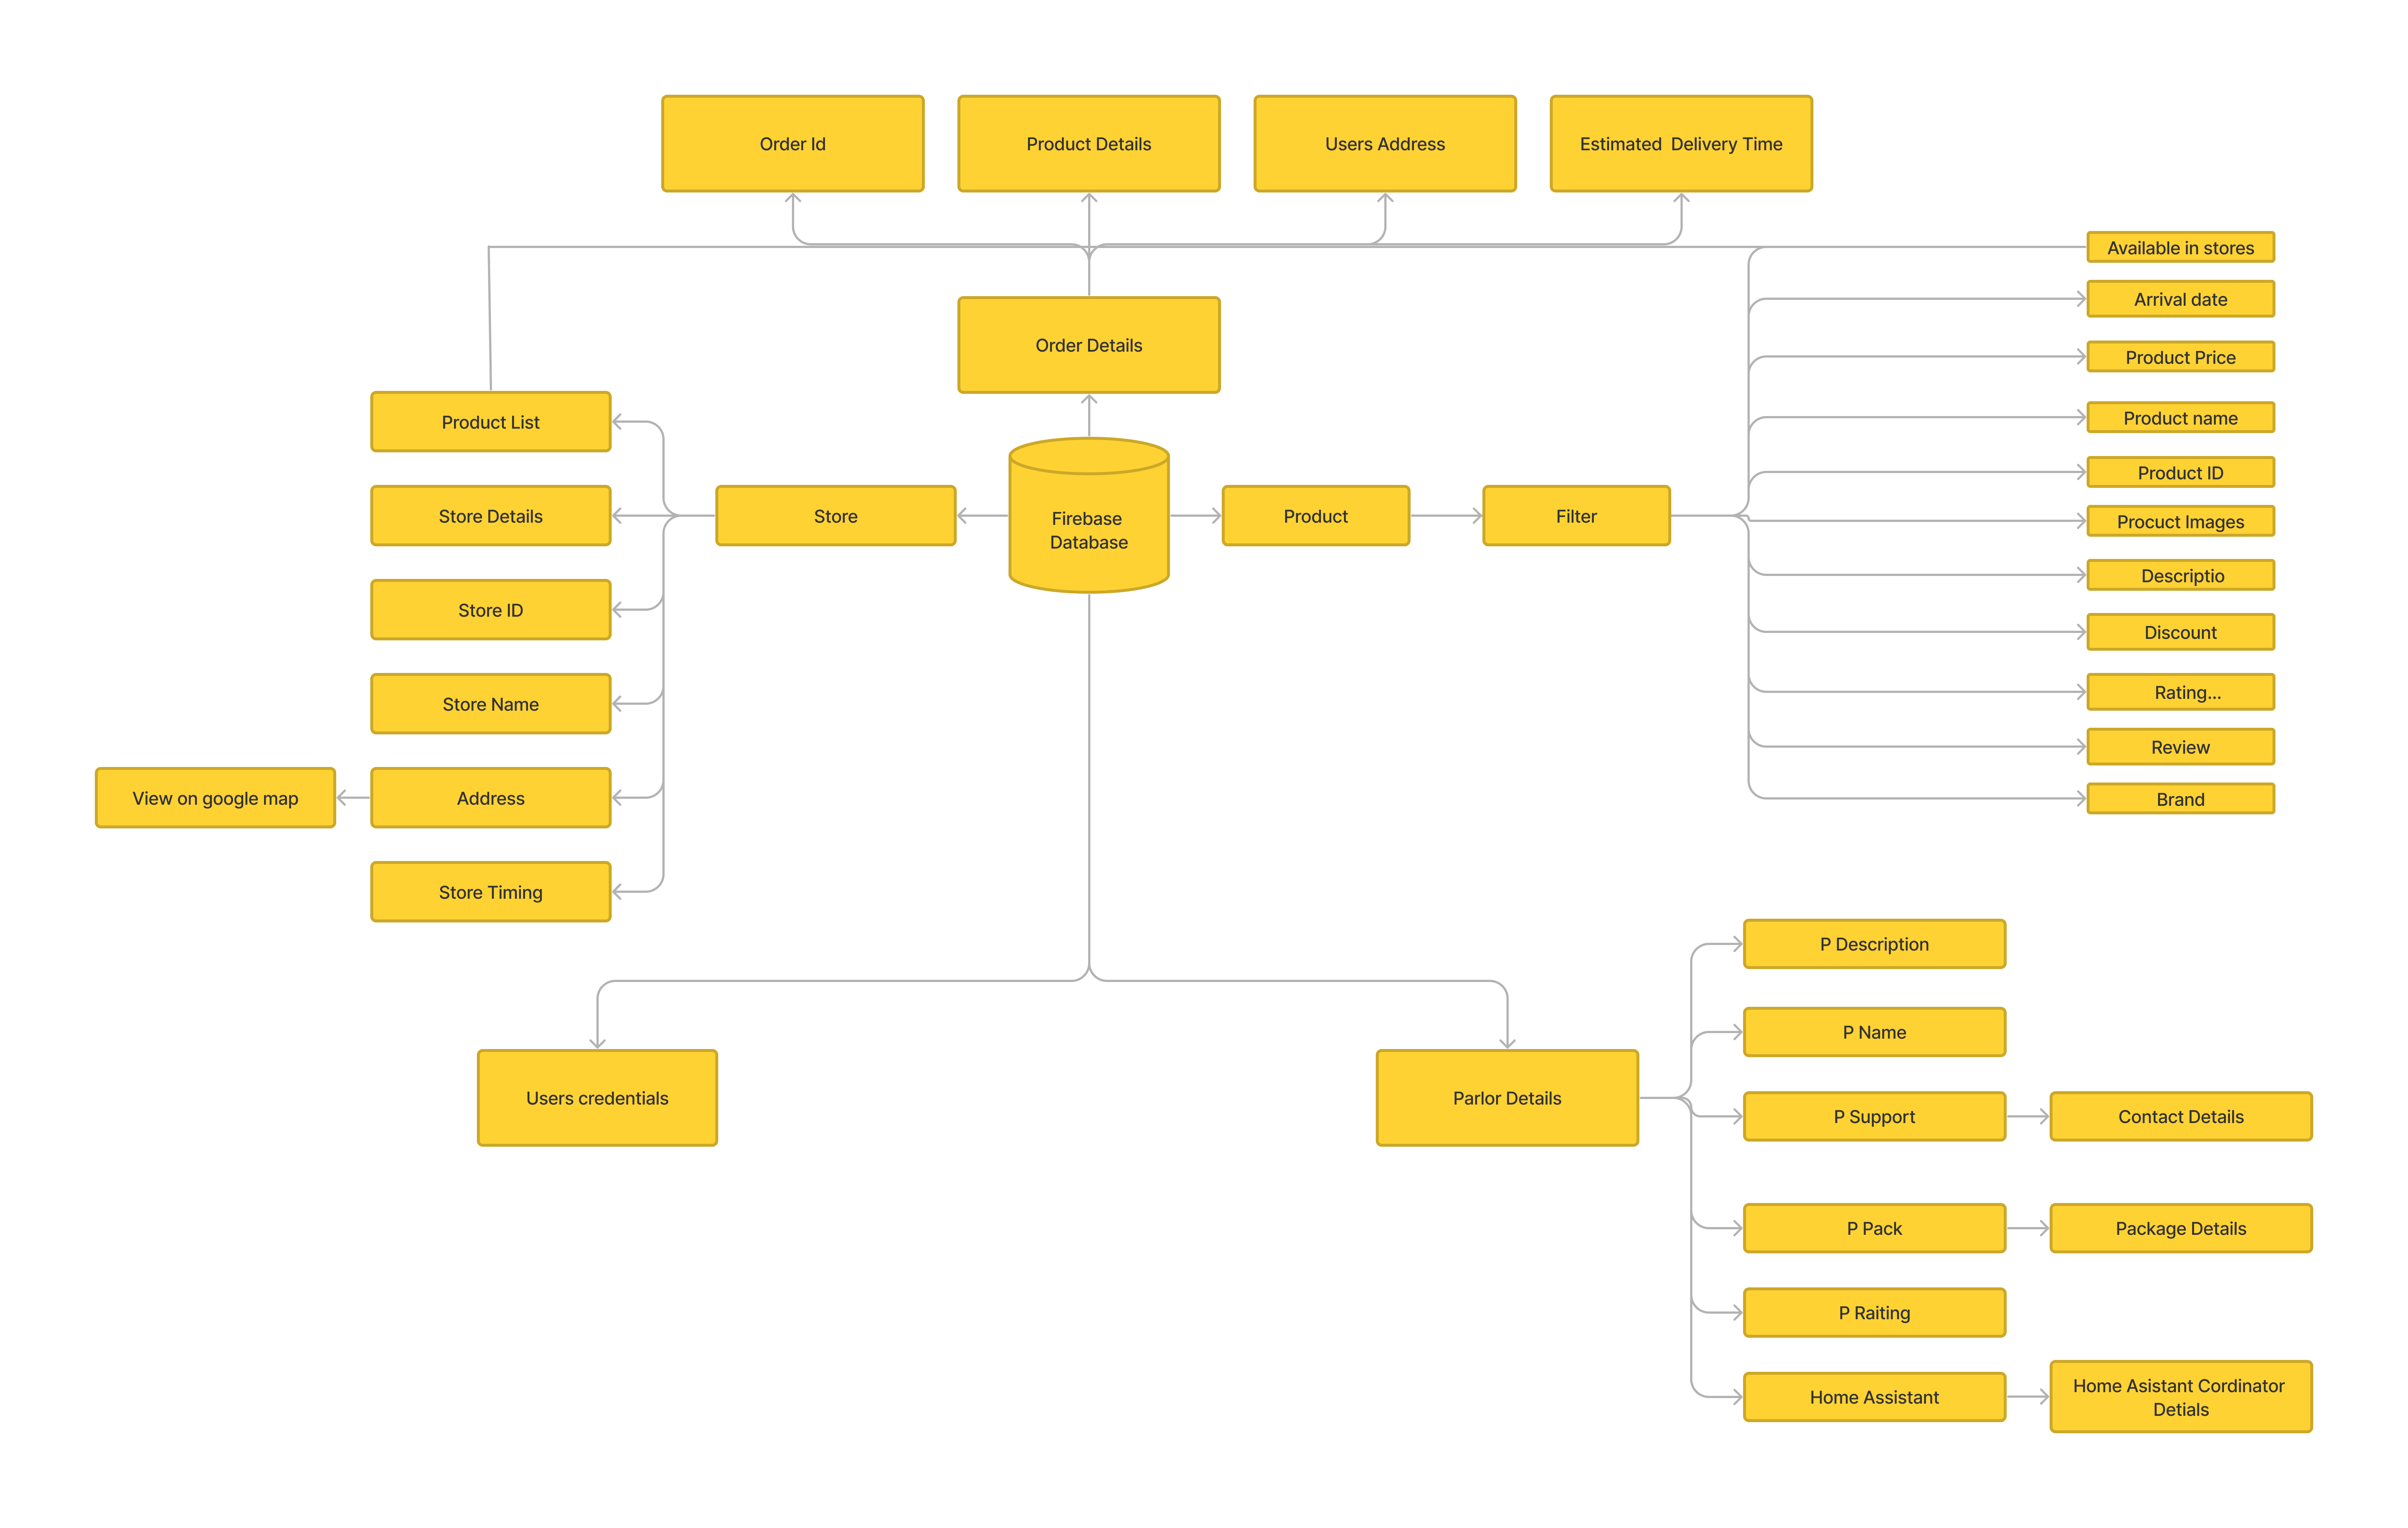 Order Id
Product Details
Users Address
Estimated  Delivery Time
Available in stores
Arrival date
Order Details
Product Price
Product List
Product name
Product ID
Store Details
Store
Firebase
Database
Product
Filter
Procuct Images
Descriptio
Store ID
Discount
Store Name
Rating...
Review
View on google map
Address
Brand
Store Timing
P Description
P Name
Users credentials
Parlor Details
P Support
Contact Details
P Pack
Package Details
P Raiting
Home Assistant
Home Asistant Cordinator
Detials